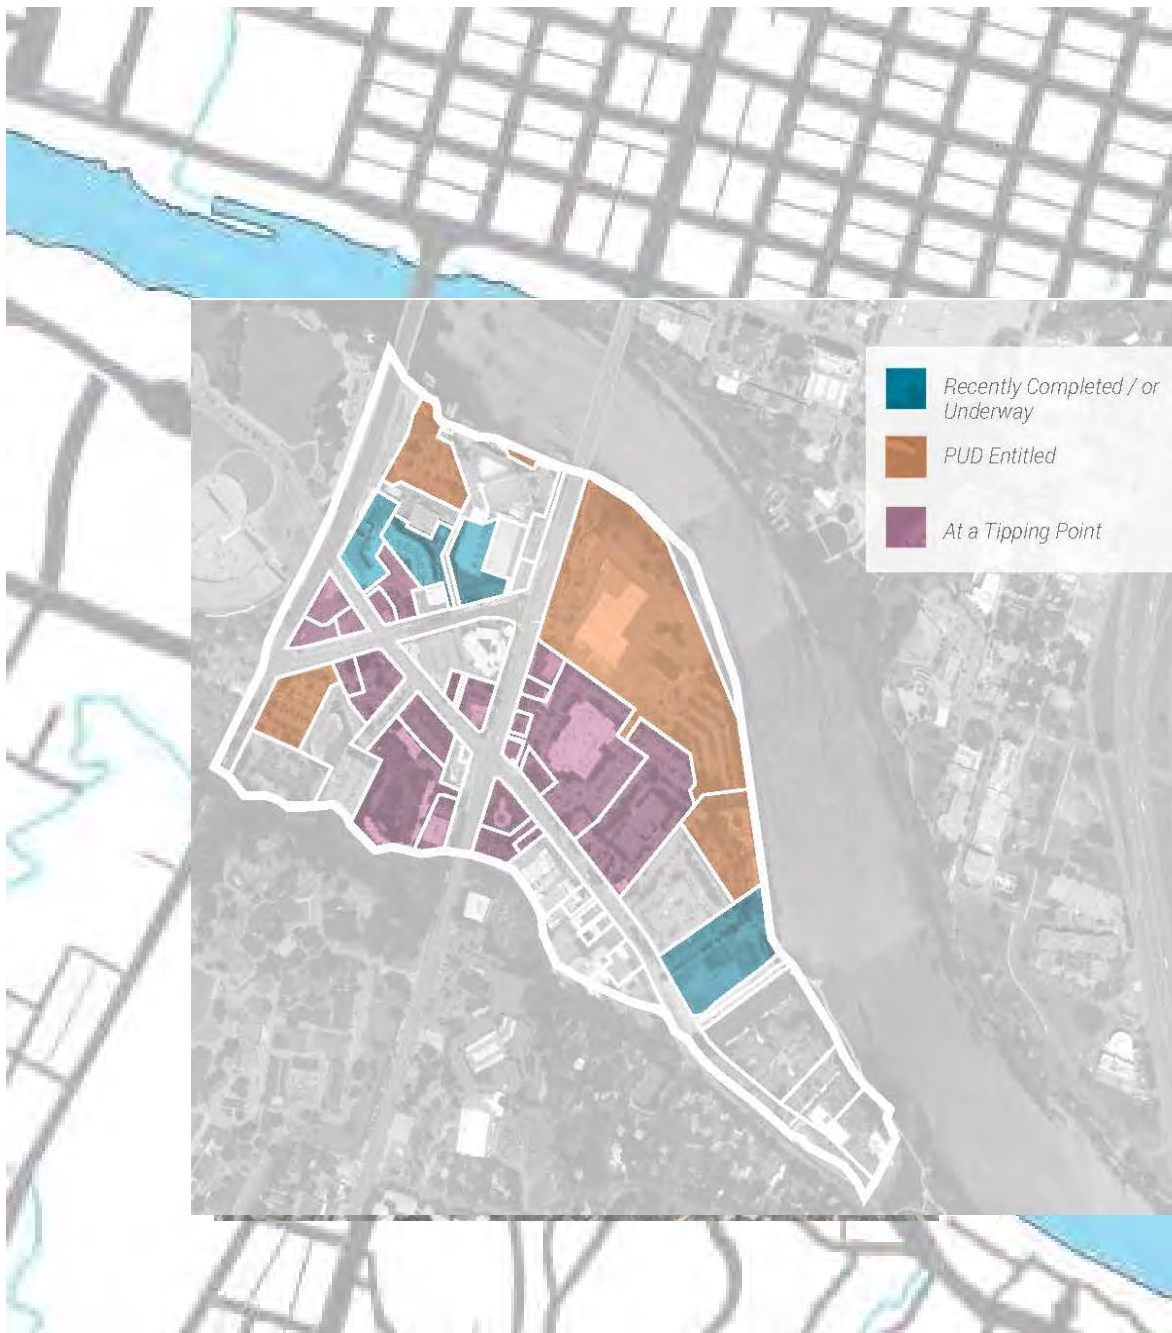 Recently Completed / or
Underway
PUD Entitled
At a Tipping Point